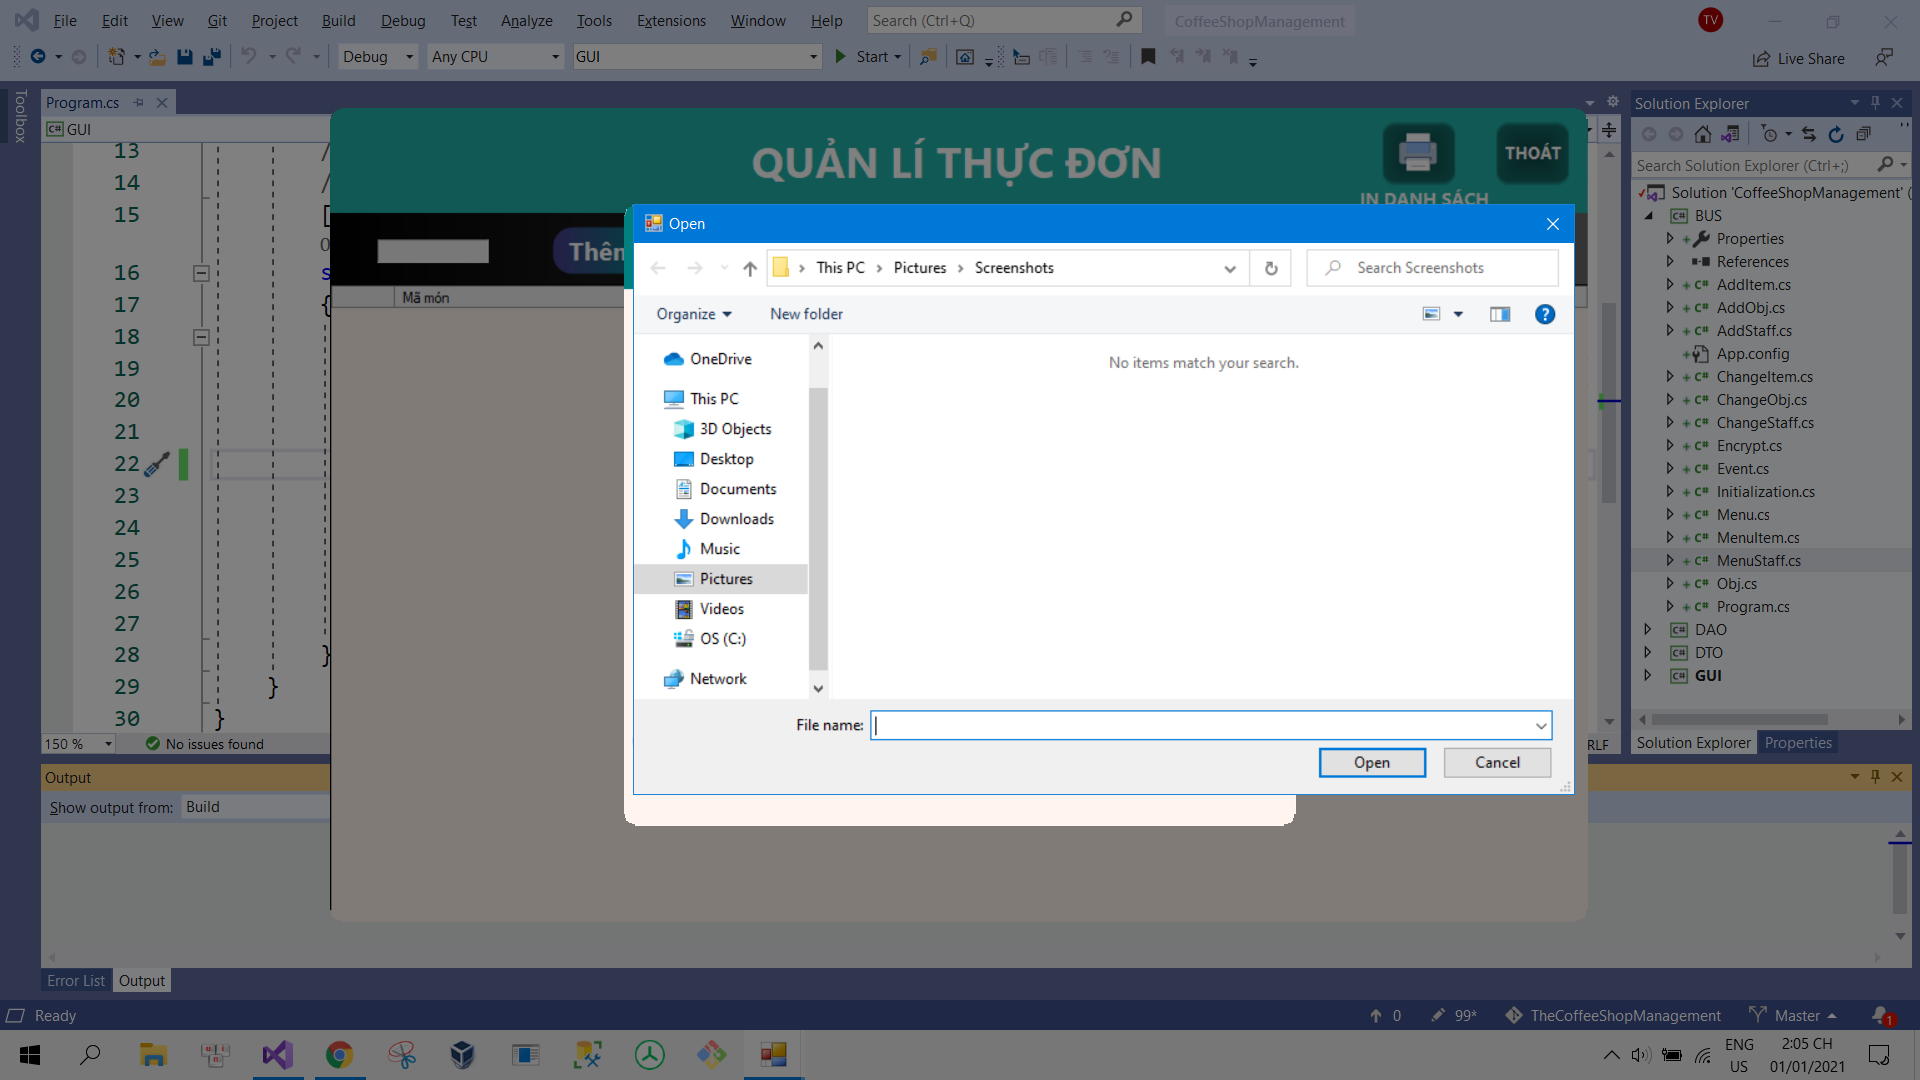 File Edit View Git Project Build Debug Test Analyze Tools Extensions Window Help Search (Ctrl+Q) CoffeeShopManagement TV
Debug Any CPU GUI Start Live Share
Toolbox
Program.cs
GUI
13
14
15
16
17
18
19
20
21
22
23
24
25
26
27
28 }
29 }
30 }
150 % No issues found
RLF
QUẢN LÍ THỰC ĐƠN
IN DANH SÁCH
THOÁT
Thêm
Mã món
Open
This PC Pictures Screenshots Search Screenshots
Organize New folder
OneDrive
This PC
3D Objects
Desktop
Documents
Downloads
Music
Pictures
Videos
OS (C:)
Network
No items match your search.
File name:
Open Cancel
Solution Explorer
Search Solution Explorer (Ctrl+;)
Solution 'CoffeeShopManagement' (
BUS
Properties
References
AddItem.cs
AddObj.cs
AddStaff.cs
App.config
ChangeItem.cs
ChangeObj.cs
ChangeStaff.cs
Encrypt.cs
Event.cs
Initialization.cs
Menu.cs
MenuItem.cs
MenuStaff.cs
Obj.cs
Program.cs
DAO
DTO
GUI
Solution Explorer Properties
Output
Show output from: Build
Error List Output
Ready 0 99* TheCoffeeShopManagement Master 1
ENG 2:05 CH
US 01/01/2021